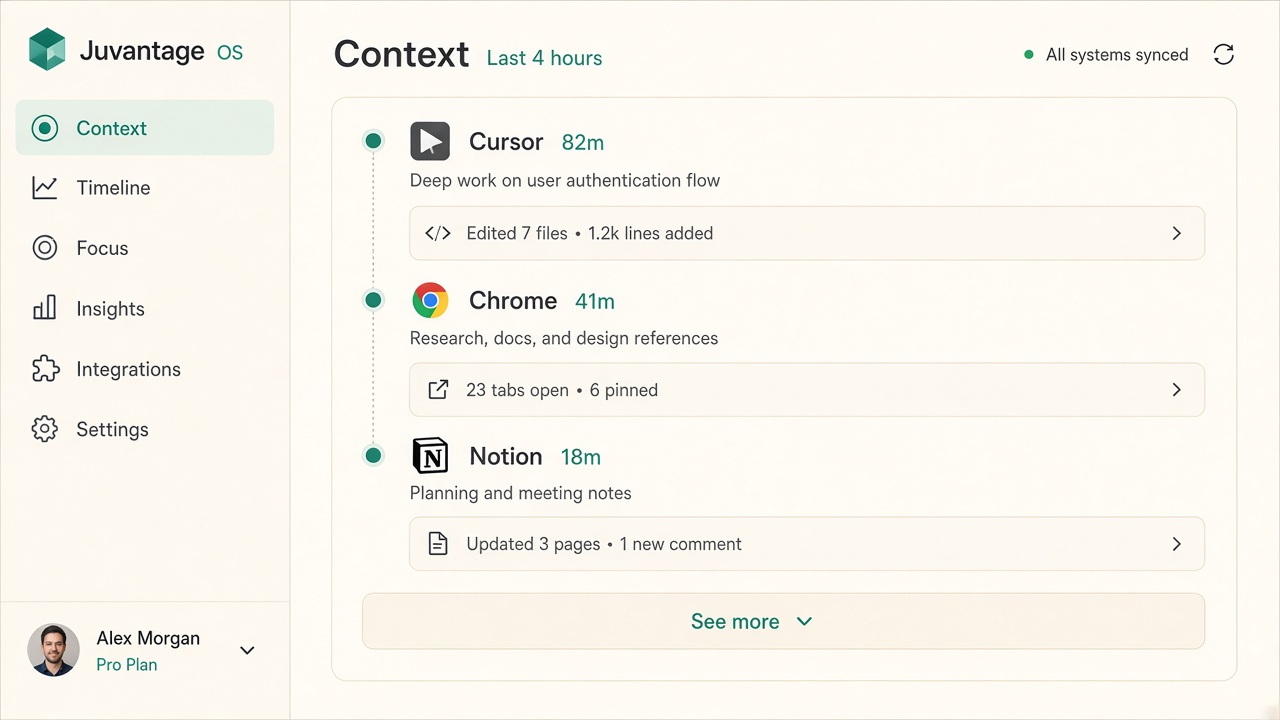 Juvantage OS
Context
Timeline
Focus
Insights
Integrations
Settings
Alex Morgan
Pro Plan
Context Last 4 hours
All systems synced
Cursor 82m
Deep work on user authentication flow
</> Edited 7 files • 1.2k lines added
Chrome 41m
Research, docs, and design references
23 tabs open • 6 pinned
N Notion 18m
Planning and meeting notes
Updated 3 pages • 1 new comment
See more